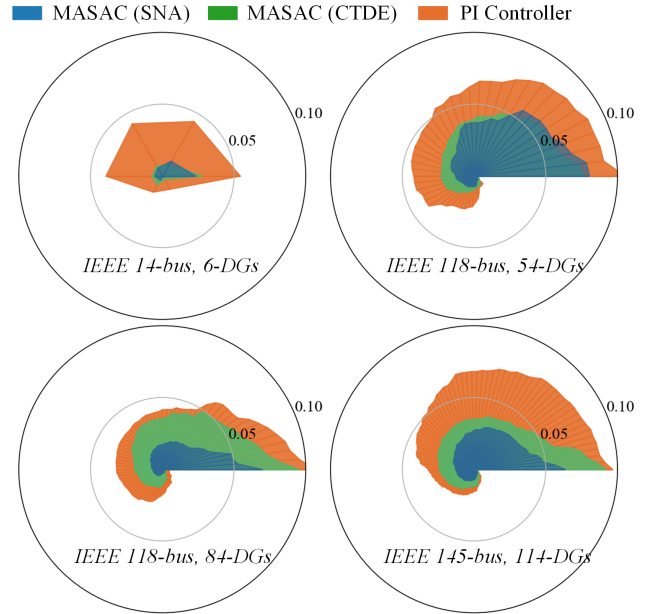 MASAC (SNA) MASAC (CTDE) PI Controller
0.10
0.05
IEEE 14-bus, 6-DGs
0.10
0.05
IEEE 118-bus, 54-DGs
0.10
0.05
IEEE 118-bus, 84-DGs
0.10
0.05
IEEE 145-bus, 114-DGs